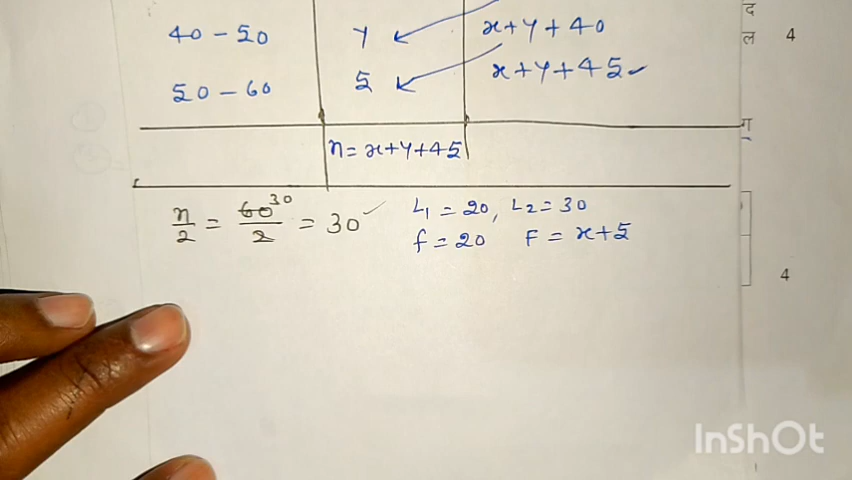 40 - 50 y x+y+40
50 - 60 5 x+y+45✓
n = x+y+45
n/2 = 60/2 30 = 30 ✓ L1 = 20, L2 = 30
f = 20 F = x+5
द
ल 4
ग
4
InShOt